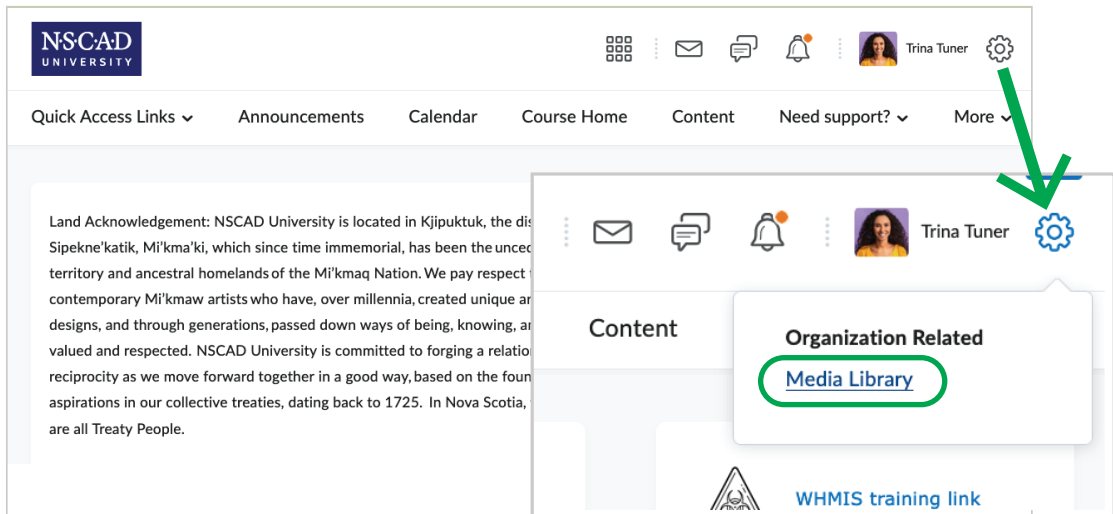 N·S·C·A·D
UNIVERSITY
Trina Tuner
Quick Access Links Announcements Calendar Course Home Content Need support? More
Land Acknowledgement: NSCAD University is located in Kjipuktuk, the
Sipekne’katik, Mi’kma’ki, which since time immemorial, has been the
territory and ancestral homelands of the Mi’kmaq Nation. We pay respect
contemporary Mi’kmaw artists who have, over millennia, created unique
designs, and through generations, passed down ways of being, knowing,
valued and respected. NSCAD University is committed to forging a
reciprocity as we move forward together in a good way, based on the
aspirations in our collective treaties, dating back to 1725. In Nova Scotia,
are all Treaty People.
Trina Tuner
Content
Organization Related
Media Library
WHMIS training link